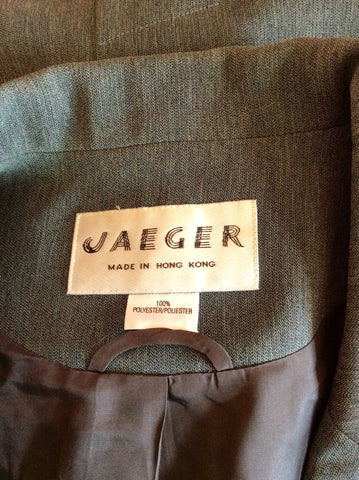 JAEGER
MADE IN HONG KONG
100%
POLYESTER/POLIESTER